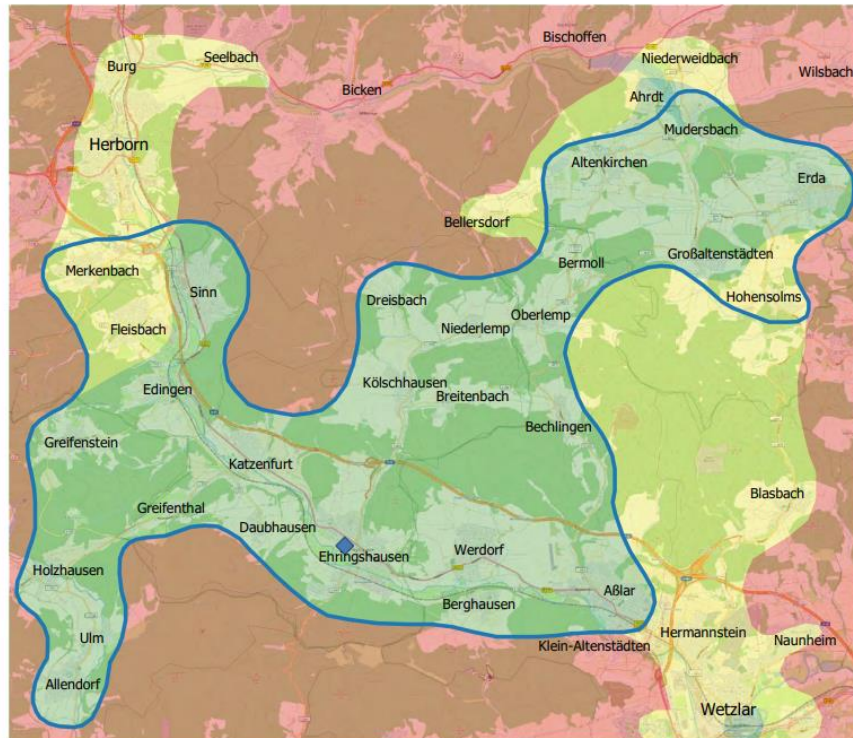 Bischoffen
Seelbach
Niederweidbach
Burg
Wilsbach
Bicken
Ahrdt
Mudersbach
Herborn
Altenkirchen
Erda
Bellersdorf
Großaltenstädten
Bermoll
Merkenbach
Sinn
Hohensolms
Dreisbach
Oberlemp
Niederlemp
Fleisbach
Kölschhausen
Edingen
Breitenbach
Bechlingen
Greifenstein
Katzenfurt
Blasbach
Greifenthal
Daubhausen
Werdorf
Ehringshausen
Holzhausen
Aßlar
Berghausen
Hermannstein
Ulm
Naunheim
Klein-Altenstädten
Allendorf
Wetzlar